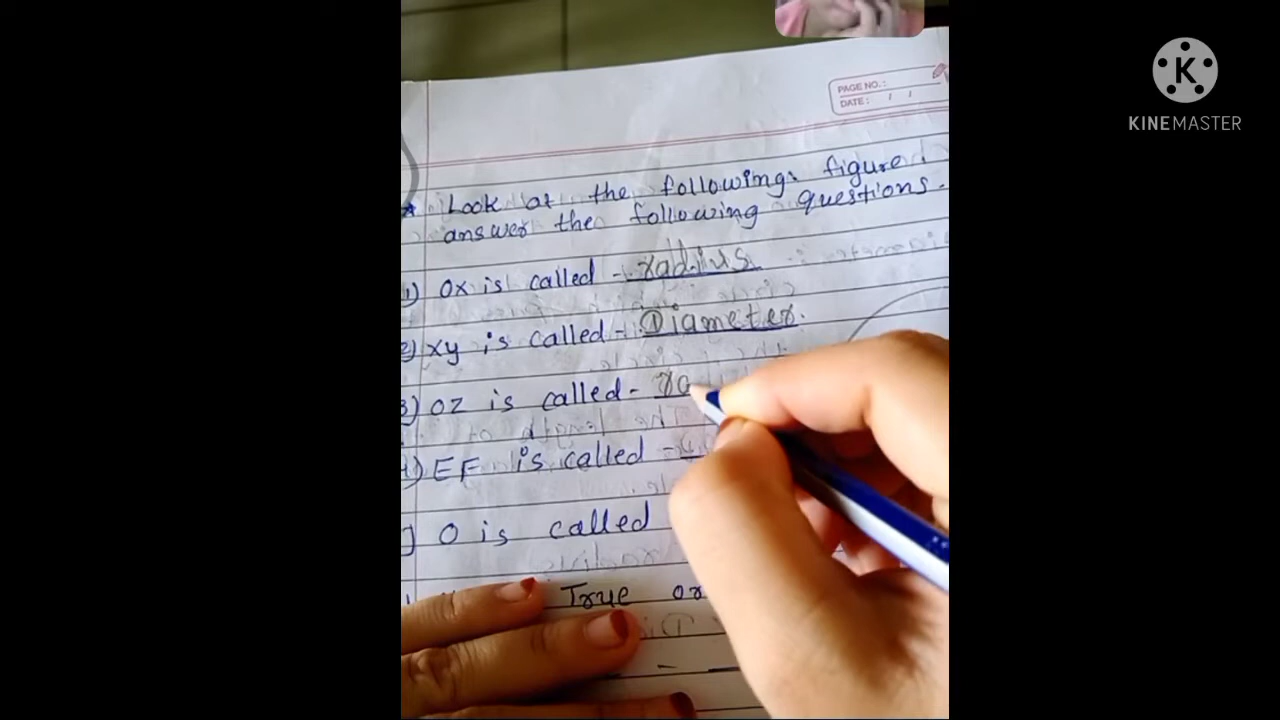 PAGE NO.:
DATE: / /
Look at the following figure.
answer the following questions.
1) OX is called - radius
2) xy is called - Diameter.
3) OZ is called - ra
4) EF is called -
O is called
True or
K
KINEMASTER